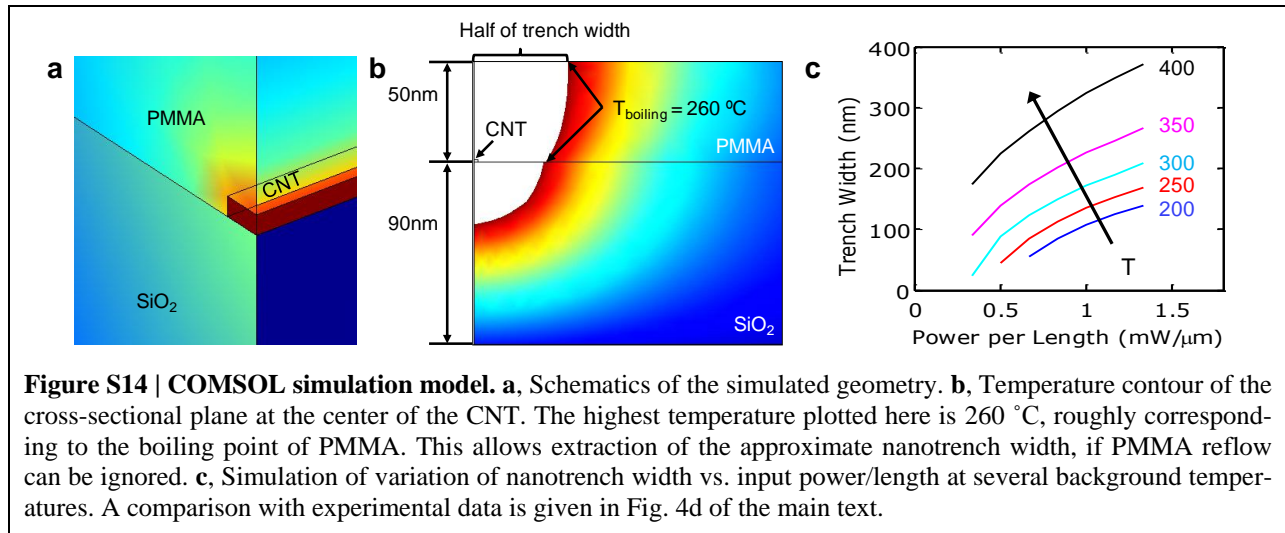 Half of trench width
a
b
c
PMMA
CNT
SiO2
50nm
90nm
CNT
Tboiling = 260 ºC
PMMA
SiO2
Trench Width (nm)
400
300
200
100
0
400
350
300
250
200
T
0 0.5 1 1.5
Power per Length (mW/μm)
Figure S14 | COMSOL simulation model. a, Schematics of the simulated geometry. b, Temperature contour of the
cross-sectional plane at the center of the CNT. The highest temperature plotted here is 260 ˚C, roughly correspond-
ing to the boiling point of PMMA. This allows extraction of the approximate nanotrench width, if PMMA reflow
can be ignored. c, Simulation of variation of nanotrench width vs. input power/length at several background temper-
atures. A comparison with experimental data is given in Fig. 4d of the main text.